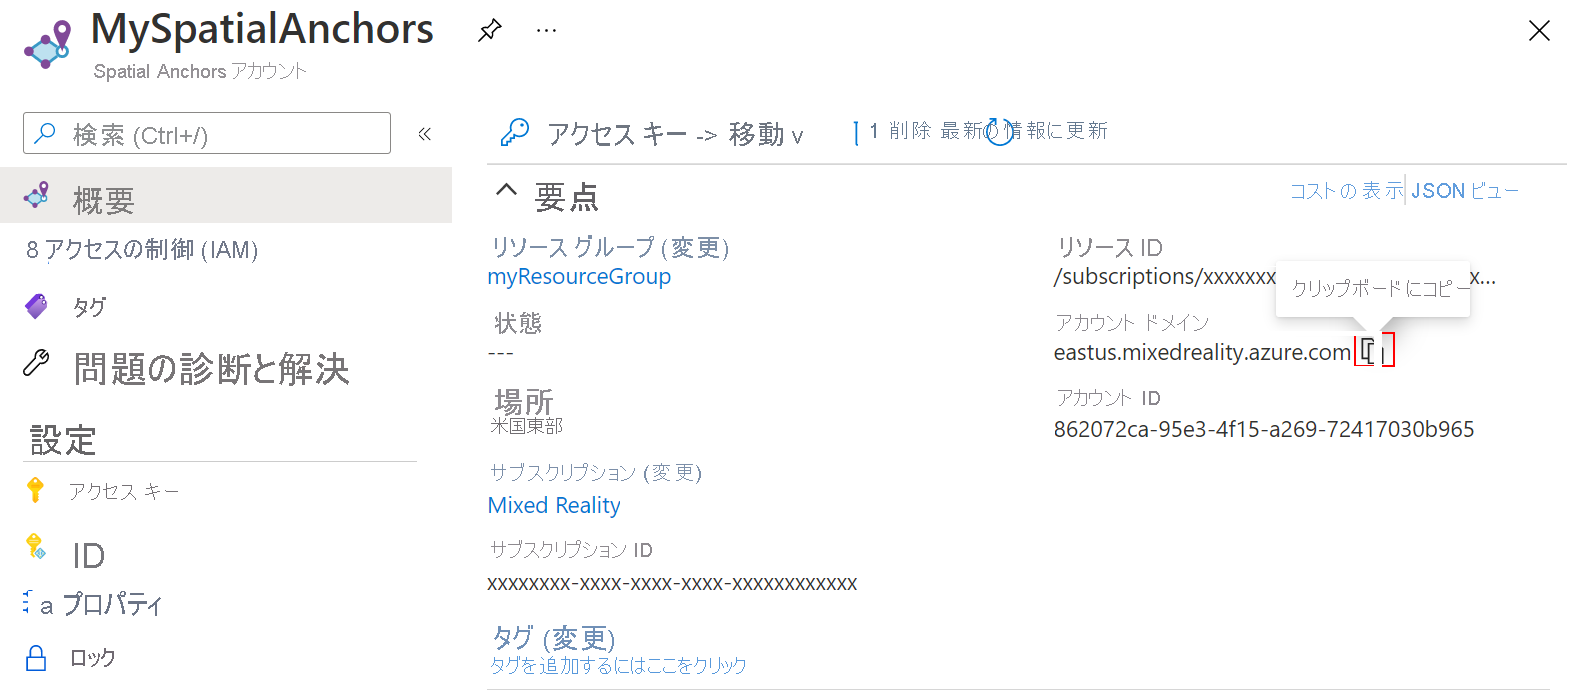 MySpatialAnchors
Spatial Anchors アカウント
検索 (Ctrl+/)
概要
8 アクセスの制御 (IAM)
タグ
問題の診断と解決
設定
アクセス キー
ID
a プロパティ
ロック
アクセス キー -> 移動 v
1 削除 最新の情報に更新
要点
コストの表示
JSON ビュー
リソース グループ (変更)
myResourceGroup
状態
---
場所
米国東部
サブスクリプション (変更)
Mixed Reality
サブスクリプション ID
xxxxxxxx-xxxx-xxxx-xxxx-xxxxxxxxxxxx
タグ (変更)
タグを追加するにはここをクリック
リソース ID
/subscriptions/xxxxxxx x...
クリップボードにコピー
アカウント ドメイン
eastus.mixedreality.azure.com
アカウント ID
862072ca-95e3-4f15-a269-72417030b965